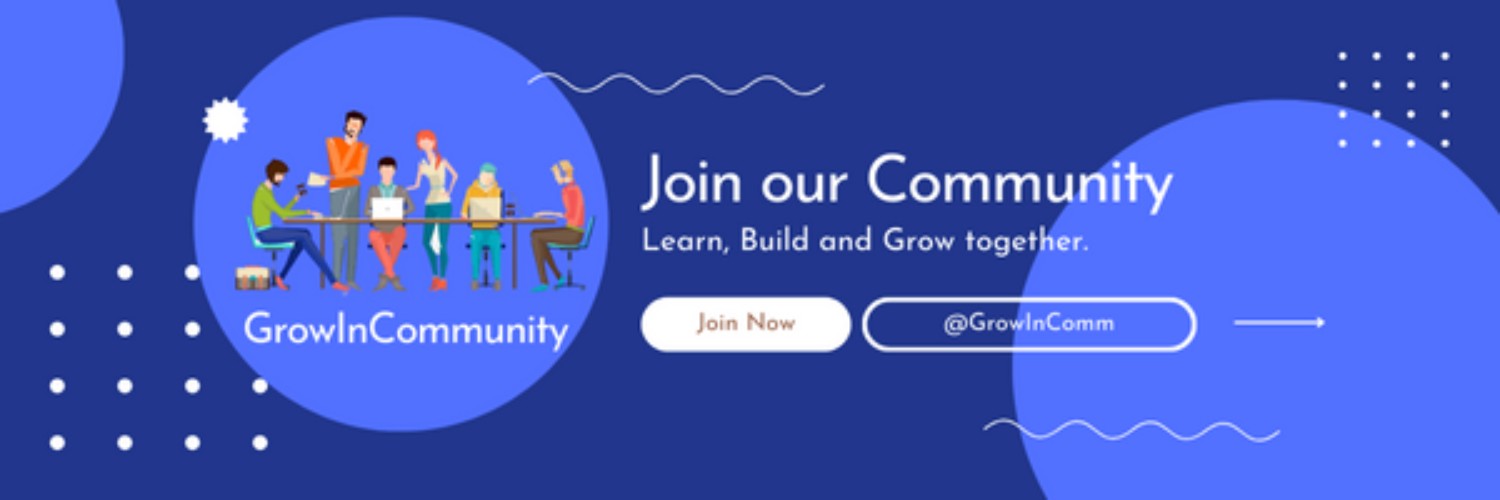 GrowInCommunity
Join our Community
Learn, Build and Grow together.
Join Now
@GrowInComm